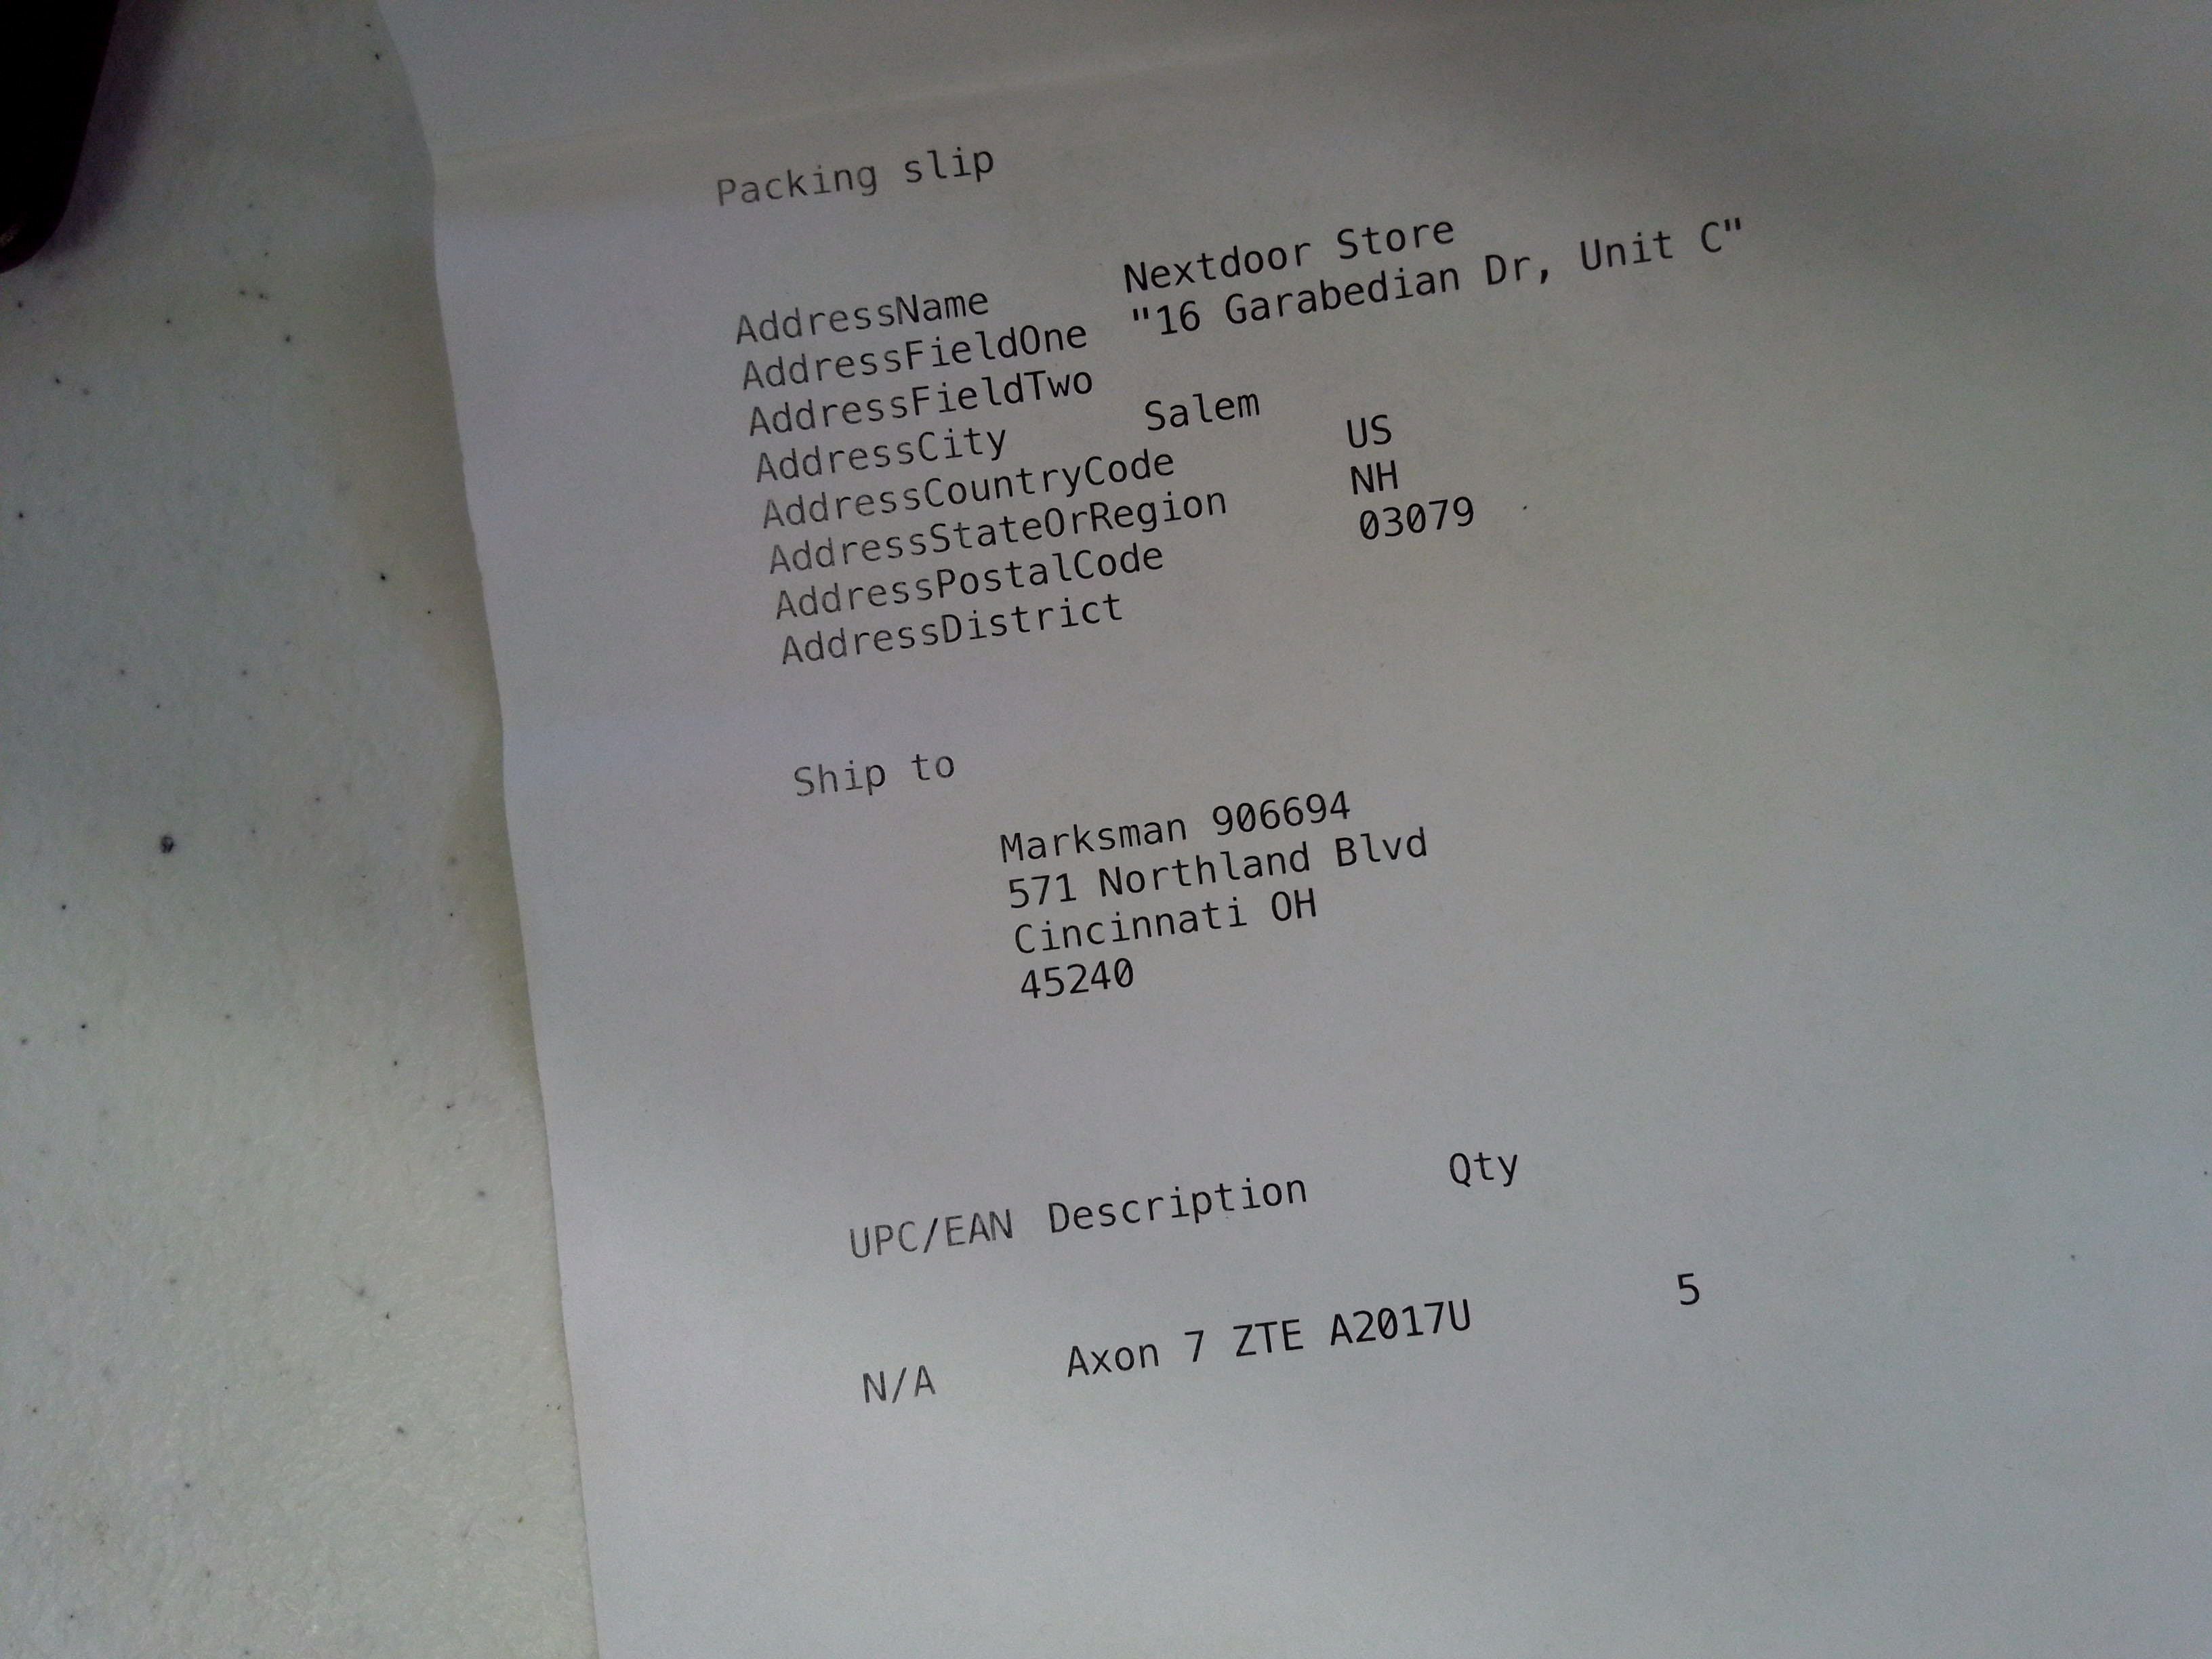 Packing slip
AddressName Nextdoor Store
AddressFieldOne "16 Garabedian Dr, Unit C"
AddressFieldTwo
AddressCity Salem
AddressCountryCode US
AddressStateOrRegion NH
AddressPostalCode 03079
AddressDistrict
Ship to
Marksman 906694
571 Northland Blvd
Cincinnati OH
45240
UPC/EAN Description Qty
N/A Axon 7 ZTE A2017U 5